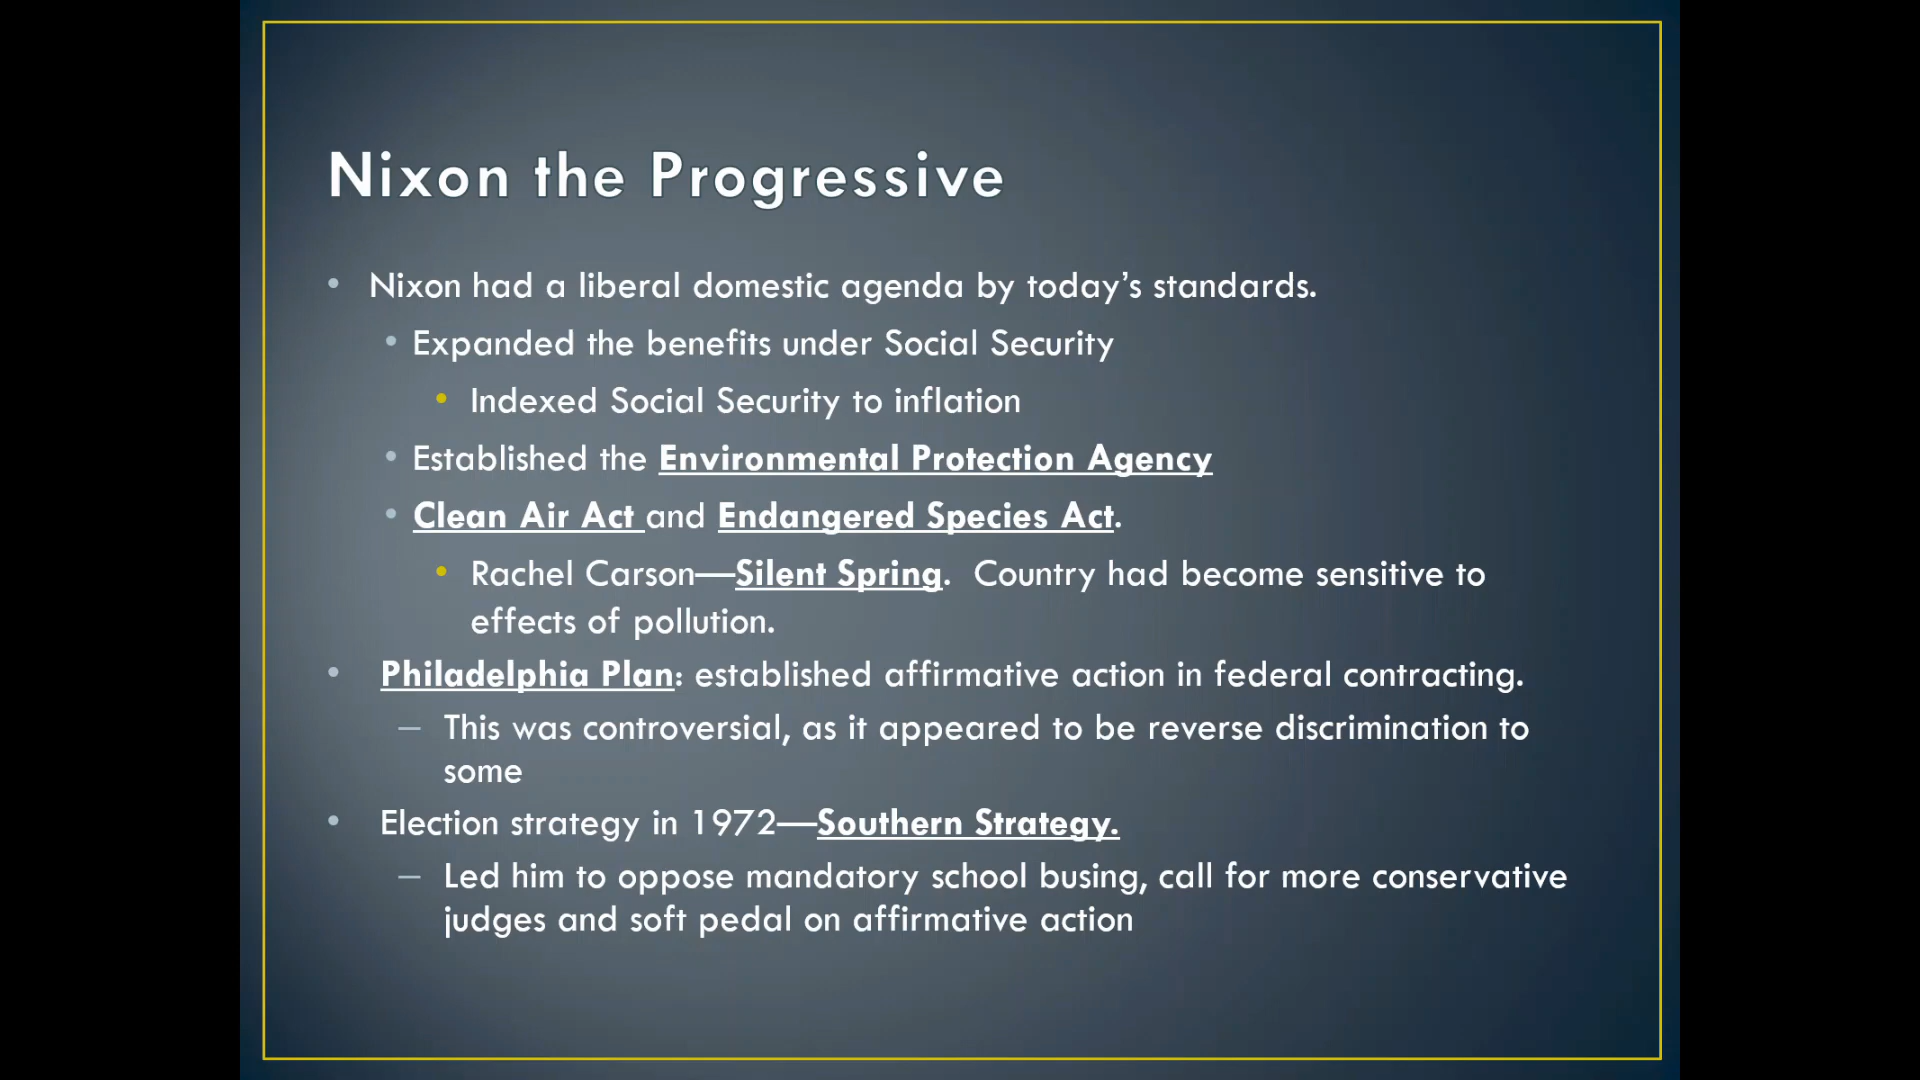 Nixon the Progressive
• Nixon had a liberal domestic agenda by today’s standards.
• Expanded the benefits under Social Security
• Indexed Social Security to inflation
• Established the Environmental Protection Agency
• Clean Air Act and Endangered Species Act.
• Rachel Carson—Silent Spring.  Country had become sensitive to
effects of pollution.
• Philadelphia Plan: established affirmative action in federal contracting.
– This was controversial, as it appeared to be reverse discrimination to
some
• Election strategy in 1972—Southern Strategy.
– Led him to oppose mandatory school busing, call for more conservative
judges and soft pedal on affirmative action